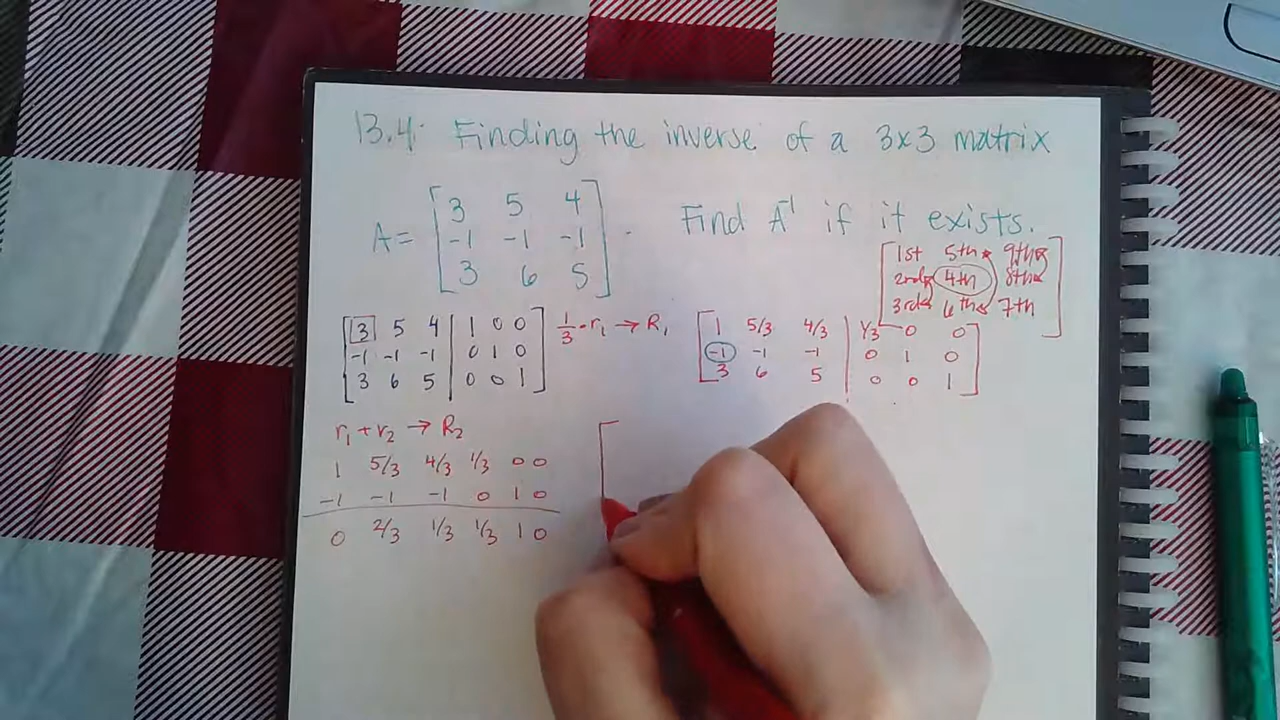 13.4: Finding the inverse of a 3x3 matrix
A = [ 3 5 4
-1 -1 -1
3 6 5 ] . Find A⁻¹ if it exists.
[ 1st 5th 9th
2nd 4th 8th
3rd 6th 7th ]
[ 3 5 4 | 1 0 0
-1 -1 -1 | 0 1 0
3 6 5 | 0 0 1 ]
1/3 · r₁ → R₁
[ 1 5/3 4/3 | 1/3 0 0
-1 -1 -1 | 0 1 0
3 6 5 | 0 0 1 ]
r₁ + r₂ → R₂
1 5/3 4/3 1/3 0 0
-1 -1 -1 0 1 0
0 2/3 1/3 1/3 1 0
[